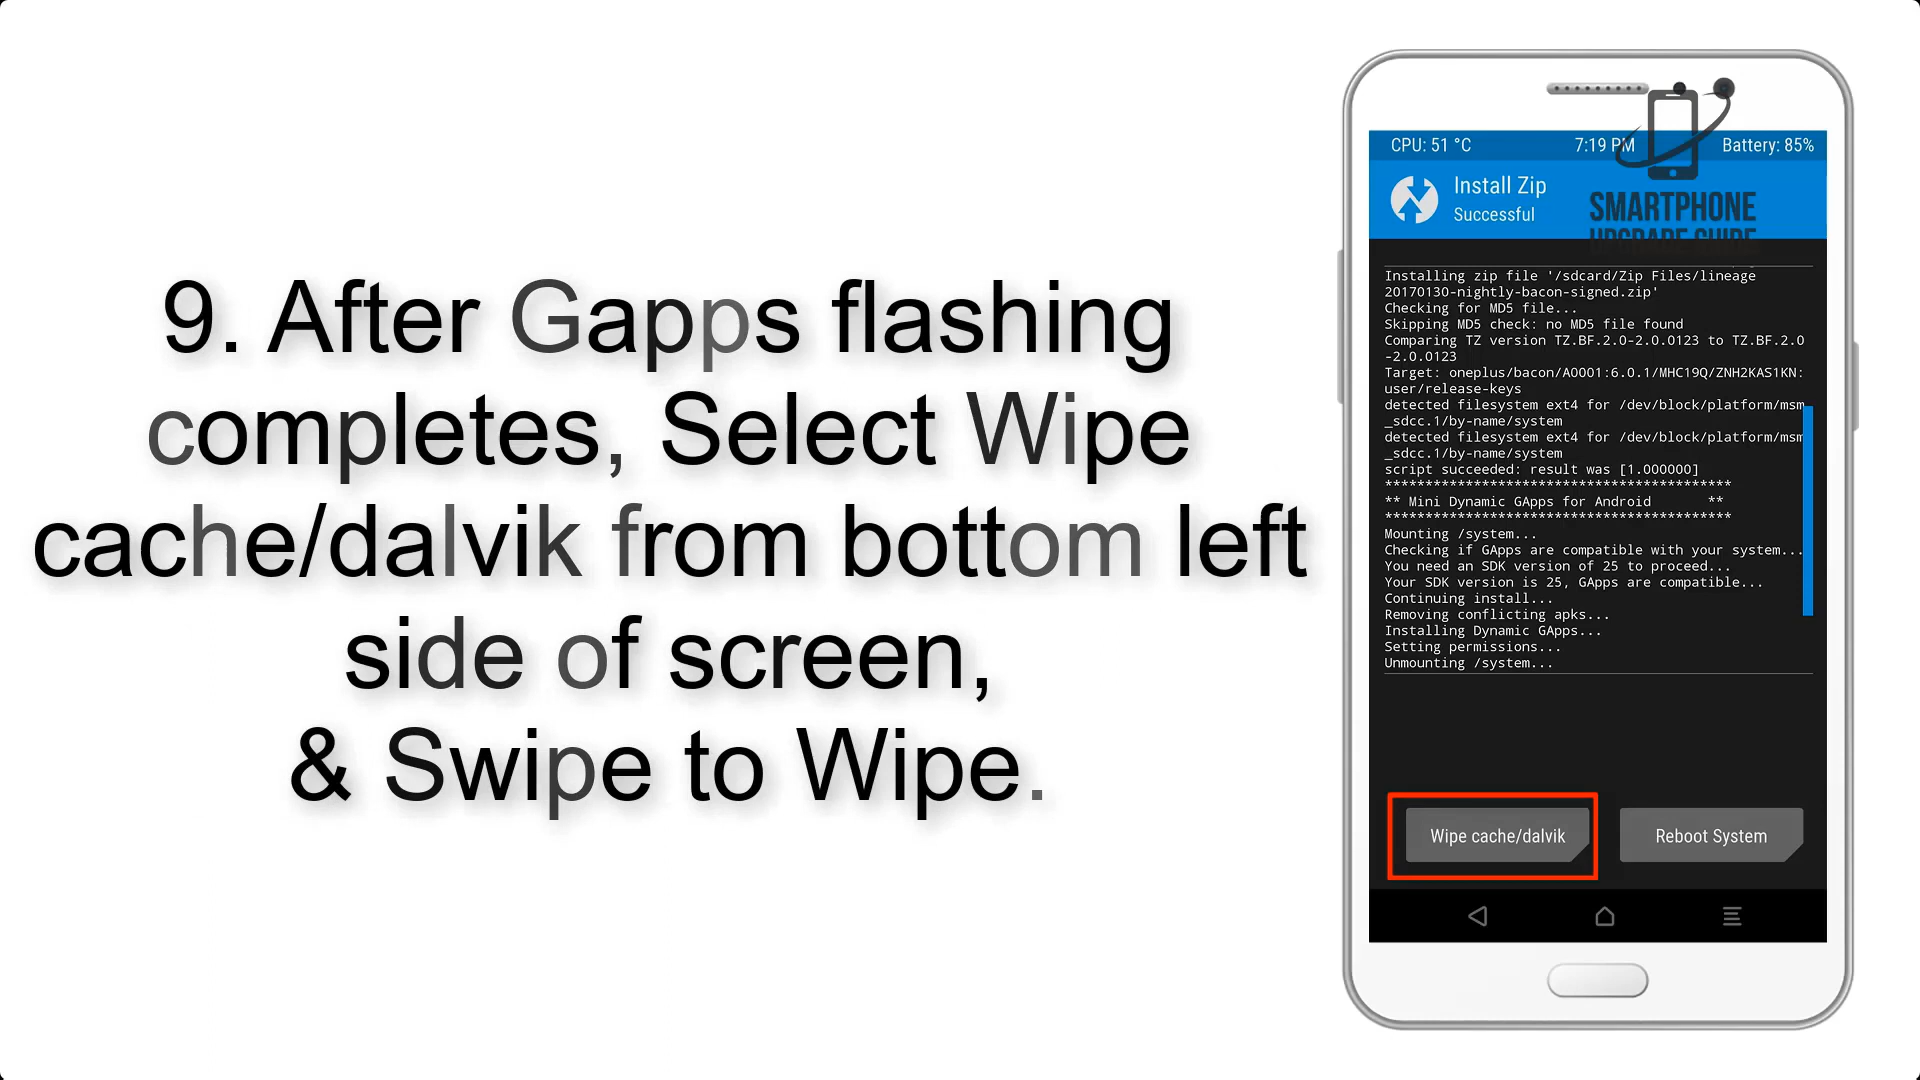 9. After Gapps flashing
completes, Select Wipe
cache/dalvik from bottom left
side of screen,
& Swipe to Wipe.
CPU: 51 °C 7:19 PM Battery: 85%
Install Zip
Successful
SMARTPHONE
UPGRADE GUIDE
Installing zip file '/sdcard/Zip Files/lineage
20170130-nightly-bacon-signed.zip'
Checking for MD5 file...
Skipping MD5 check: no MD5 file found
Comparing TZ version TZ.BF.2.0-2.0.0123 to TZ.BF.2.0
-2.0.0123
Target: oneplus/bacon/A0001:6.0.1/MHC19Q/ZNH2KAS1KN:
user/release-keys
detected filesystem ext4 for /dev/block/platform/msm
_sdcc.1/by-name/system
detected filesystem ext4 for /dev/block/platform/msm
_sdcc.1/by-name/system
script succeeded: result was [1.000000]
*******************************************
** Mini Dynamic GApps for Android       **
*******************************************
Mounting /system...
Checking if GApps are compatible with your system...
You need an SDK version of 25 to proceed...
Your SDK version is 25, GApps are compatible...
Continuing install...
Removing conflicting apks...
Installing Dynamic GApps...
Setting permissions...
Unmounting /system...
Wipe cache/dalvik Reboot System